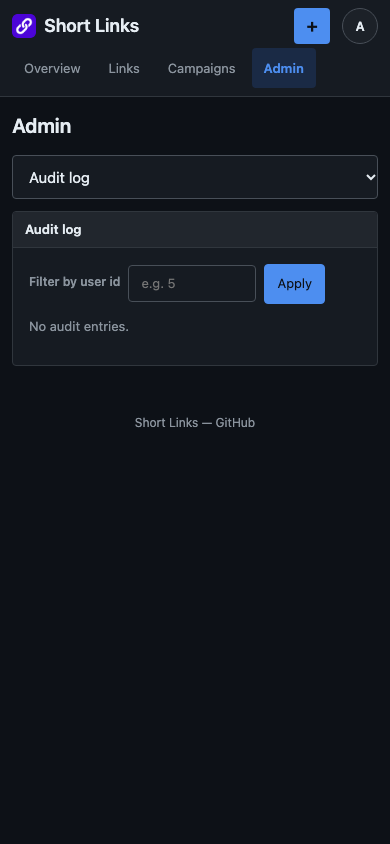 Short Links
+
A
Overview Links Campaigns Admin
Admin
Audit log
Audit log
Filter by user id e.g. 5 Apply
No audit entries.
Short Links — GitHub